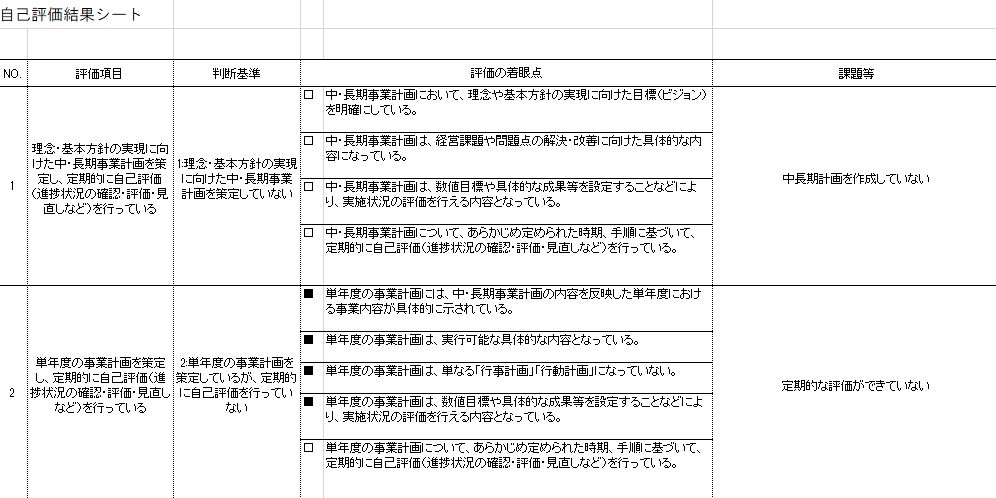 自己評価結果シート
NO.
評価項目
判断基準
評価の着眼点
課題等
1
理念・基本方針の実現に向
けた中・長期事業計画を策
定し、定期的に自己評価
(進捗状況の確認・評価・見
直しなど)を行っている
1:理念・基本方針の実現
に向けた中・長期事業
計画を策定していない
□ 中・長期事業計画において、理念や基本方針の実現に向けた目標(ビジョン)
を明確にしている。
□ 中・長期事業計画は、経営課題や問題点の解決・改善に向けた具体的な内
容になっている。
□ 中・長期事業計画は、数値目標や具体的な成果等を設定することなどによ
り、実施状況の評価を行える内容となっている。
□ 中・長期事業計画について、あらかじめ定められた時期、手順に基づいて、
定期的に自己評価(進捗状況の確認・評価・見直しなど)を行っている。
中長期計画を作成していない
2
単年度の事業計画を策定
し、定期的に自己評価(進
捗状況の確認・評価・見直し
など)を行っている
2:単年度の事業計画を
策定しているが、定期的
に自己評価を行ってい
ない
■ 単年度の事業計画には、中・長期事業計画の内容を反映した単年度におけ
る事業内容が具体的に示されている。
■ 単年度の事業計画は、実行可能な具体的な内容となっている。
■ 単年度の事業計画は、単なる「行事計画」「行動計画」になっていない。
■ 単年度の事業計画は、数値目標や具体的な成果等を設定することなどによ
り、実施状況の評価を行える内容となっている。
□ 単年度の事業計画について、あらかじめ定められた時期、手順に基づいて、
定期的に自己評価(進捗状況の確認・評価・見直しなど)を行っている。
定期的な評価ができていない